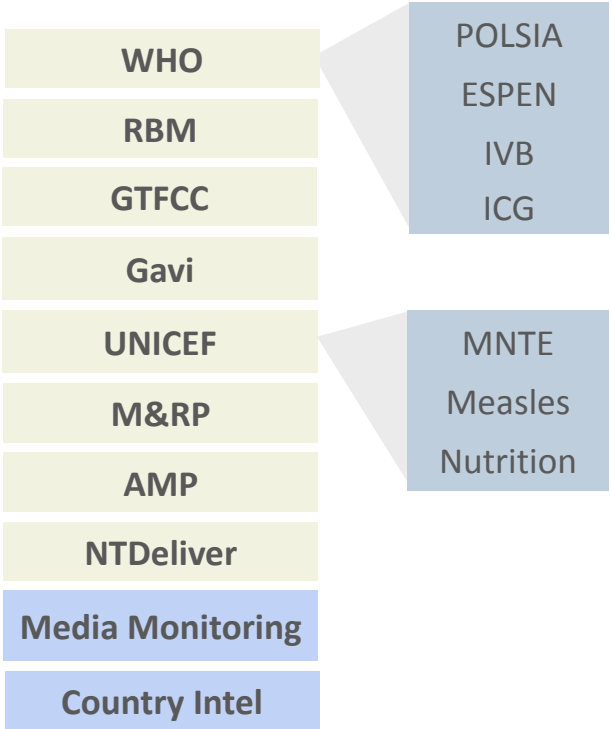 WHO
RBM
GTFCC
Gavi
UNICEF
M&RP
AMP
NTDeliver
Media Monitoring
Country Intel
POLSIA
ESPEN
IVB
ICG
MNTE
Measles
Nutrition